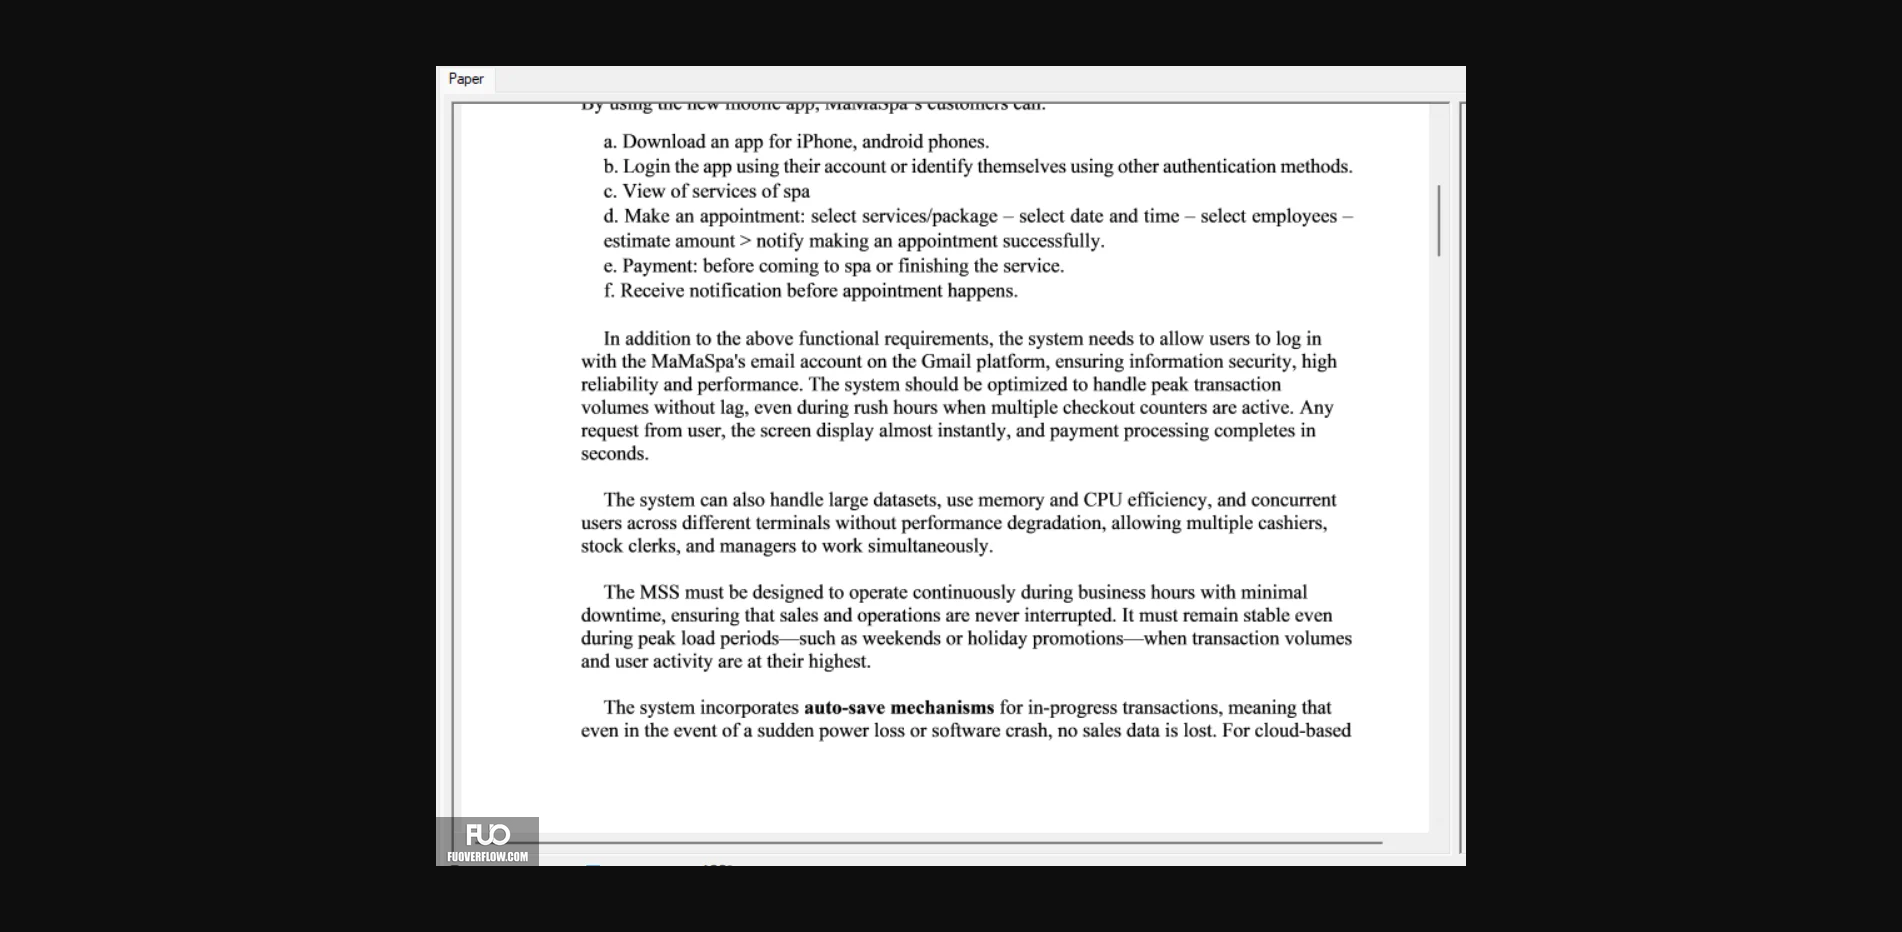 Paper
By using the new mobile app, MaMaSpa's customers can:
a. Download an app for iPhone, android phones.
b. Login the app using their account or identify themselves using other authentication methods.
c. View of services of spa
d. Make an appointment: select services/package – select date and time – select employees –
estimate amount > notify making an appointment successfully.
e. Payment: before coming to spa or finishing the service.
f. Receive notification before appointment happens.
In addition to the above functional requirements, the system needs to allow users to log in
with the MaMaSpa's email account on the Gmail platform, ensuring information security, high
reliability and performance. The system should be optimized to handle peak transaction
volumes without lag, even during rush hours when multiple checkout counters are active. Any
request from user, the screen display almost instantly, and payment processing completes in
seconds.
The system can also handle large datasets, use memory and CPU efficiency, and concurrent
users across different terminals without performance degradation, allowing multiple cashiers,
stock clerks, and managers to work simultaneously.
The MSS must be designed to operate continuously during business hours with minimal
downtime, ensuring that sales and operations are never interrupted. It must remain stable even
during peak load periods—such as weekends or holiday promotions—when transaction volumes
and user activity are at their highest.
The system incorporates auto-save mechanisms for in-progress transactions, meaning that
even in the event of a sudden power loss or software crash, no sales data is lost. For cloud-based
FUO
FUOVERFLOW.COM